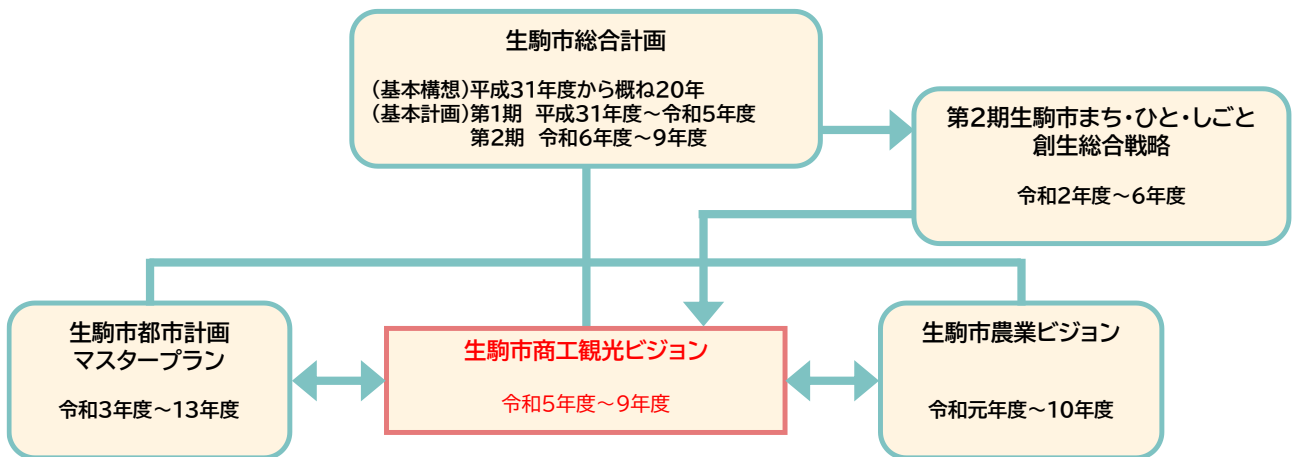 生駒市総合計画
(基本構想)平成31年度から概ね20年
(基本計画)第1期 平成31年度～令和5年度
第2期 令和6年度～9年度
第2期生駒市まち・ひと・しごと
創生総合戦略
令和2年度～6年度
生駒市都市計画
マスタープラン
令和3年度～13年度
生駒市商工観光ビジョン
令和5年度～9年度
生駒市農業ビジョン
令和元年度～10年度